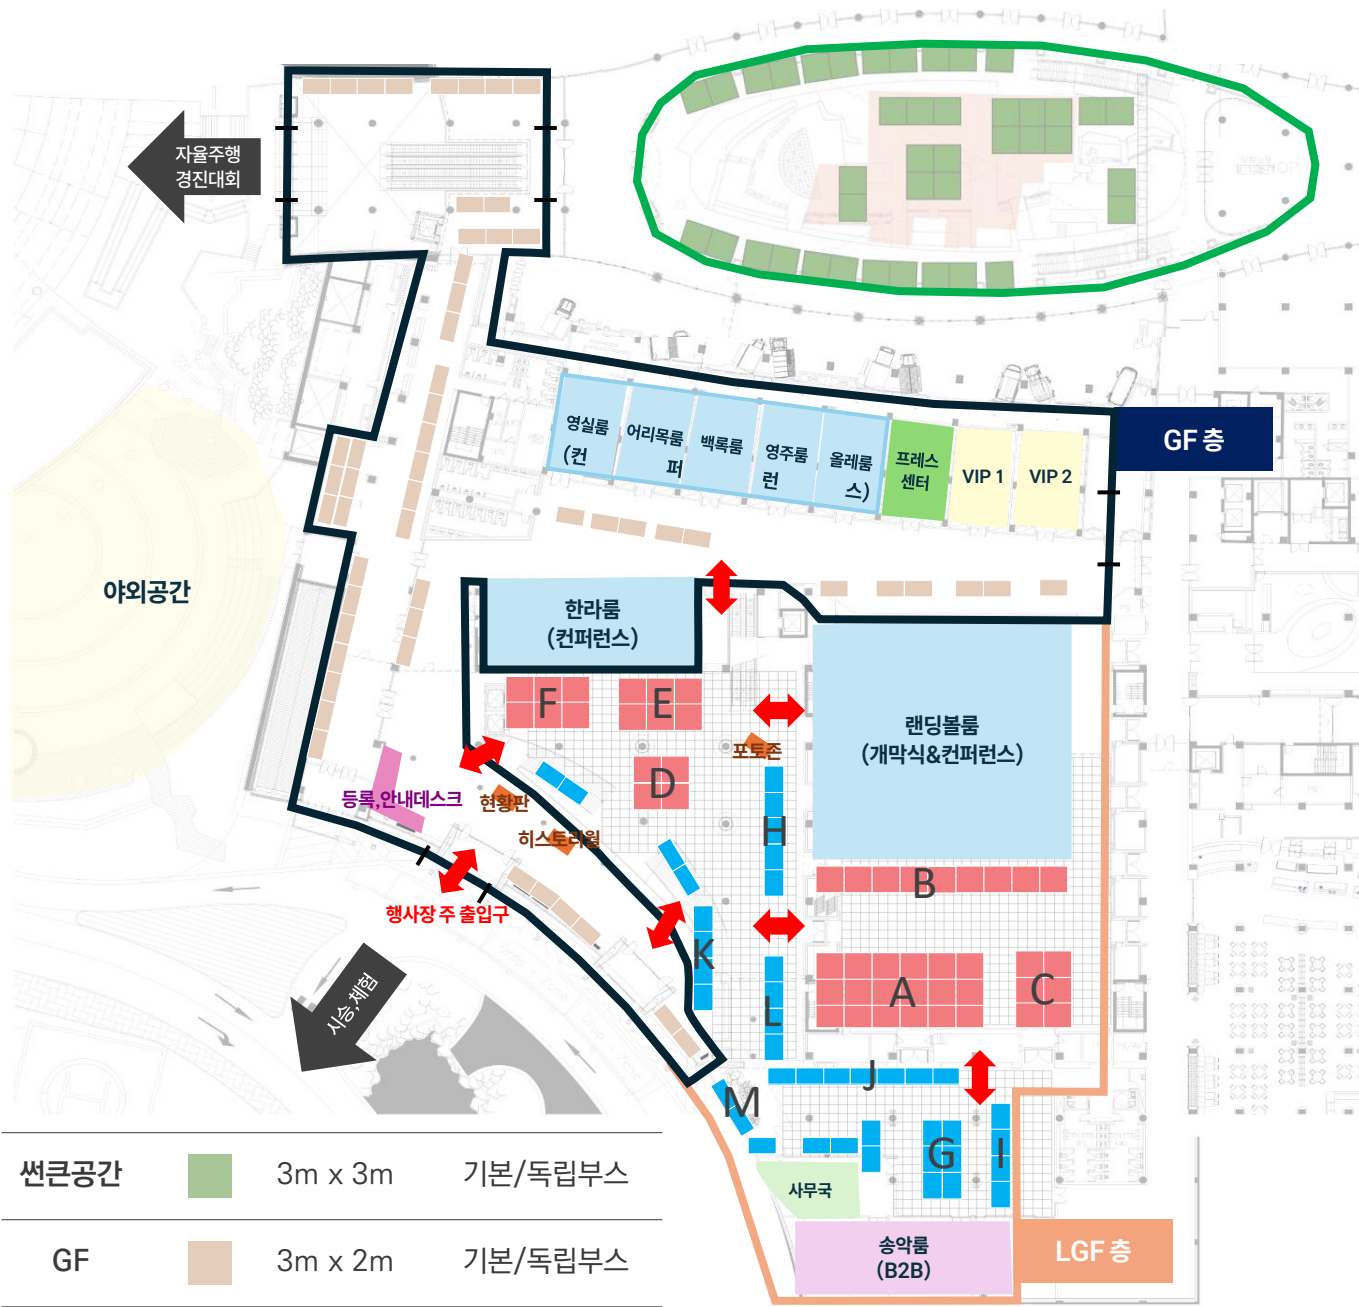 자율주행
경진대회
영실룸
어리목룸
백록룸
영주룸
올레룸
(컨
퍼
런
스)
프레스
센터
VIP 1
VIP 2
GF 층
야외공간
한라룸
(컨퍼런스)
랜딩볼룸
(개막식&컨퍼런스)
F
E
D
포토존
H
등록,안내데스크
현황판
히스토리월
행사장 주 출입구
시승,체험
B
A
C
K
L
J
M
G
I
사무국
송악룸
(B2B)
LGF 층
썬큰공간 3m x 3m 기본/독립부스
GF 3m x 2m 기본/독립부스